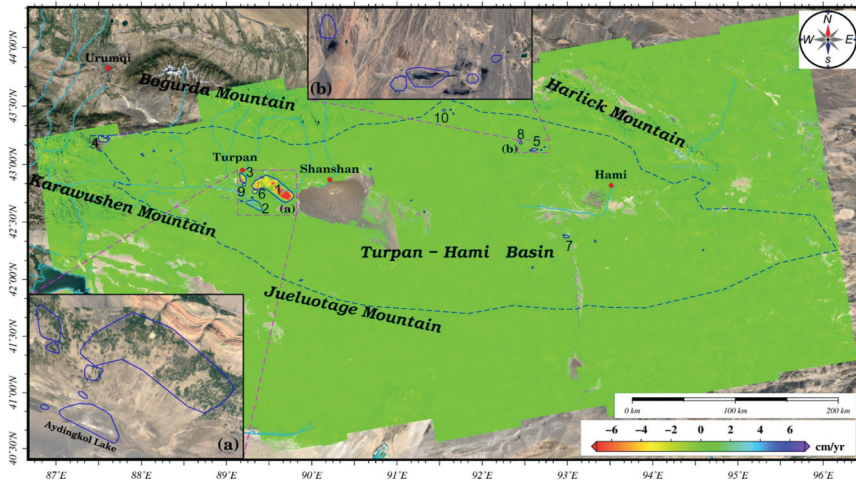 44°00'N
43°30'N
43°00'N
42°30'N
42°00'N
41°30'N
41°00'N
40°30'N
Urumqi
Bogurda Mountain
(b)
N
W E
S
Harlick Mountain
10
8
5
(b)
4
Turpan
3
Shanshan
Hami
9
6
1
2
(a)
Karawushen Mountain
7
Turpan – Hami Basin
Jueluotage Mountain
Aydingkol Lake
(a)
0 km 100 km 200 km
-6 -4 -2 0 2 4 6
cm/yr
87°E 88°E 89°E 90°E 91°E 92°E 93°E 94°E 95°E 96°E